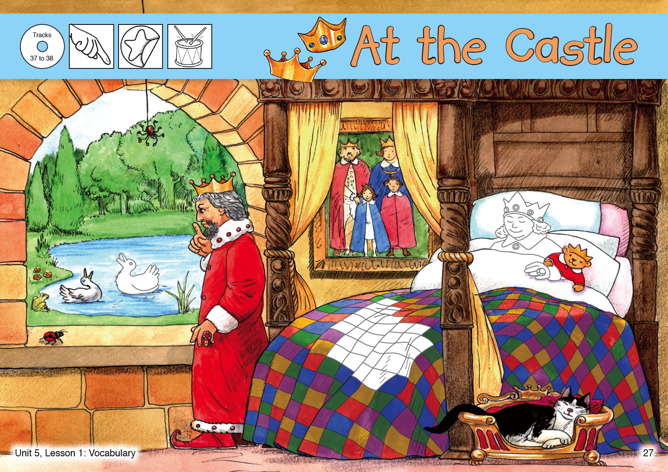 Tracks
37 to 38
At the Castle
Unit 5, Lesson 1: Vocabulary
27